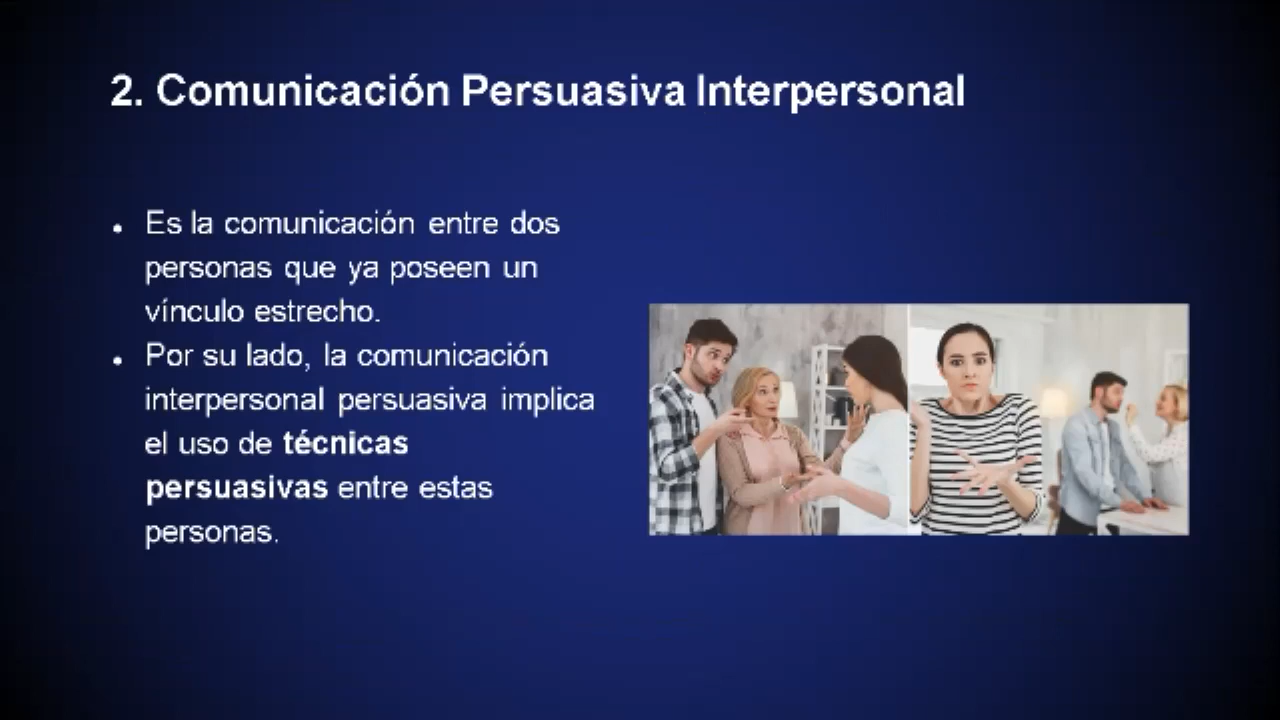 2. Comunicación Persuasiva Interpersonal
• Es la comunicación entre dos
personas que ya poseen un
vínculo estrecho.
• Por su lado, la comunicación
interpersonal persuasiva implica
el uso de técnicas
persuasivas entre estas
personas.